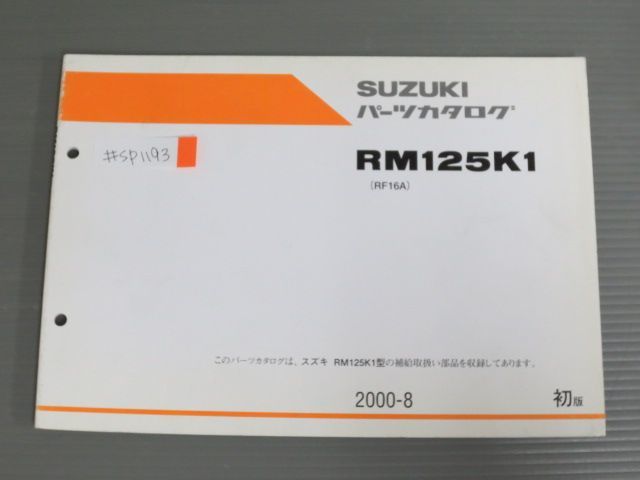 SUZUKI
パーツカタログ
RM125K1
(RF16A)
#SP1193
このパーツカタログは、スズキ RM125K1型の補給取扱い部品を収録してあります。
2000-8
初版